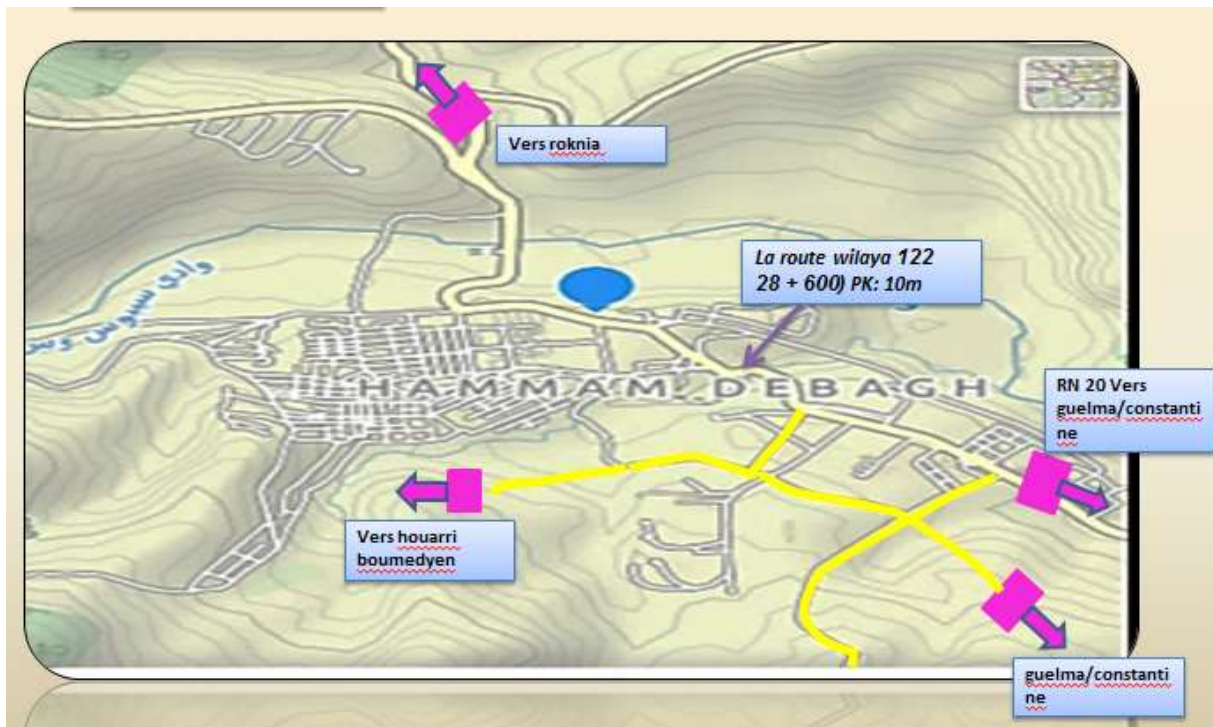 Vers roknia
La route wilaya 122
28 + 600) PK: 10m
وادي سيبوس
HAMMAM DEBAGH
RN 20 Vers
guelma/constanti
ne
Vers houarri
boumedyen
guelma/constanti
ne